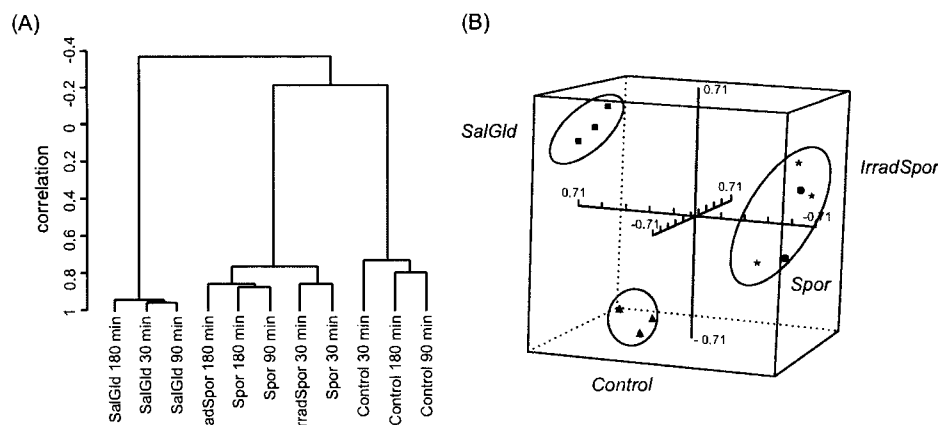 (A)
correlation
-0.4
-0.2
0
0.2
0.4
0.6
0.8
1
SalGld 180 min
SalGld 30 min
SalGld 90 min
adSpor 180 min
Spor 180 min
Spor 90 min
rradSpor 30 min
Spor 30 min
Control 30 min
Control 180 min
Control 90 min
(B)
0.71
SalGld
IrradSpor
0.71
0.71
-0.71
-0.71
Spor
-0.71
Control